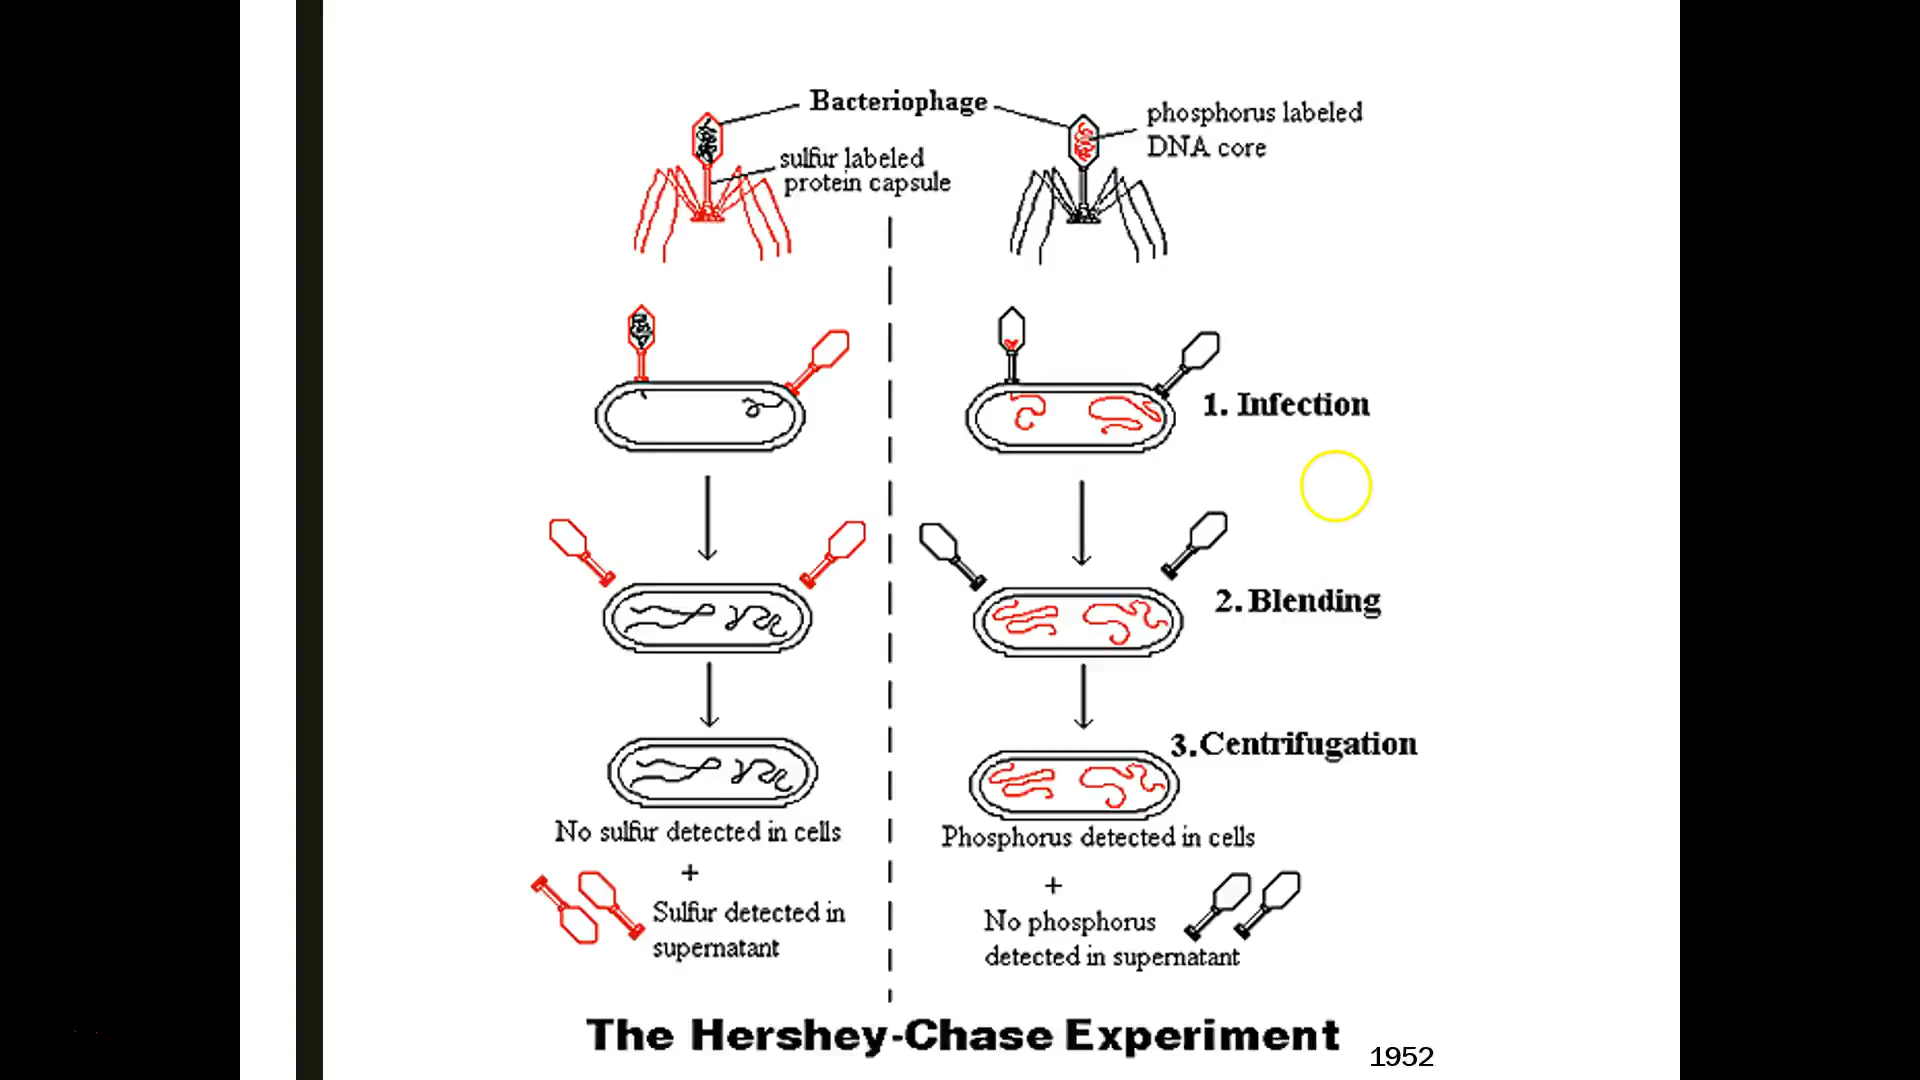 Bacteriophage
phosphorus labeled
DNA core
sulfur labeled
protein capsule
1. Infection
2. Blending
3. Centrifugation
No sulfur detected in cells
+
Sulfur detected in
supernatant
Phosphorus detected in cells
+
No phosphorus
detected in supernatant
The Hershey-Chase Experiment
1952